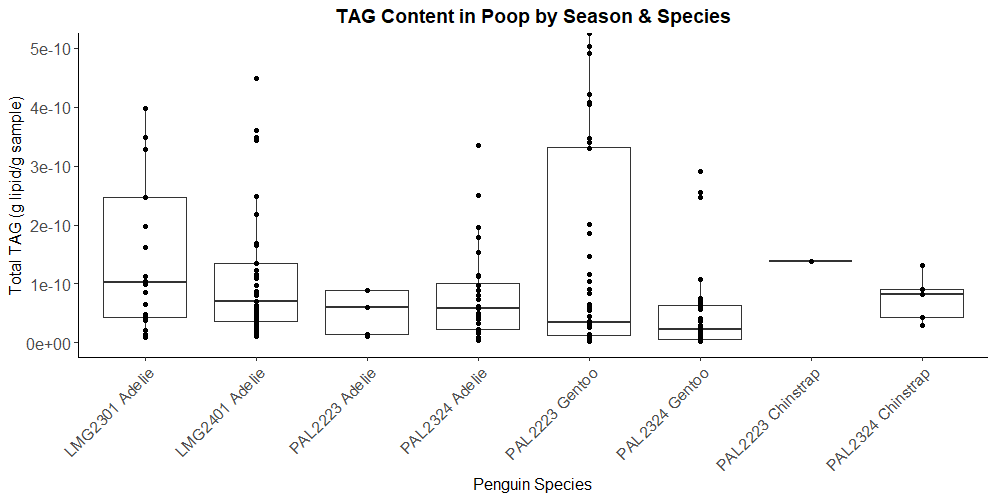 TAG Content in Poop by Season & Species
Total TAG (g lipid/g sample)
5e-10
4e-10
3e-10
2e-10
1e-10
0e+00
LMG2301 Adelie
LMG2401 Adelie
PAL2223 Adelie
PAL2324 Adelie
PAL2223 Gentoo
PAL2324 Gentoo
PAL2223 Chinstrap
PAL2324 Chinstrap
Penguin Species